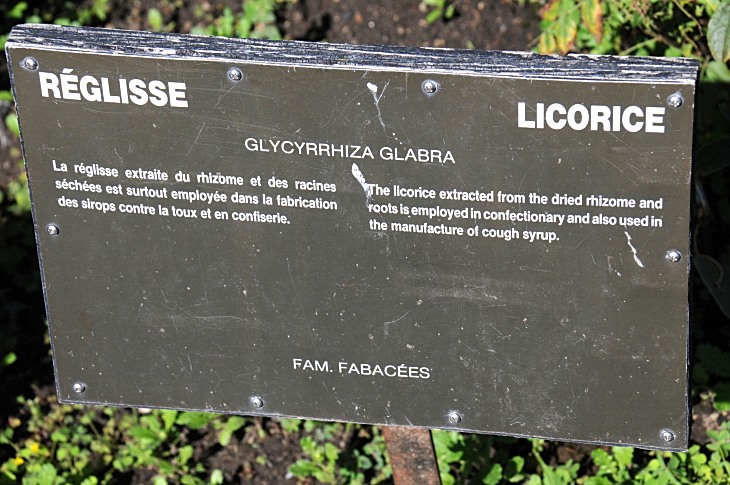 RÉGLISSE
LICORICE
GLYCYRRHIZA GLABRA
La réglisse extraite du rhizome et des racines
séchées est surtout employée dans la fabrication
des sirops contre la toux et en confiserie.
The licorice extracted from the dried rhizome and
roots is employed in confectionary and also used in
the manufacture of cough syrup.
FAM. FABACÉES